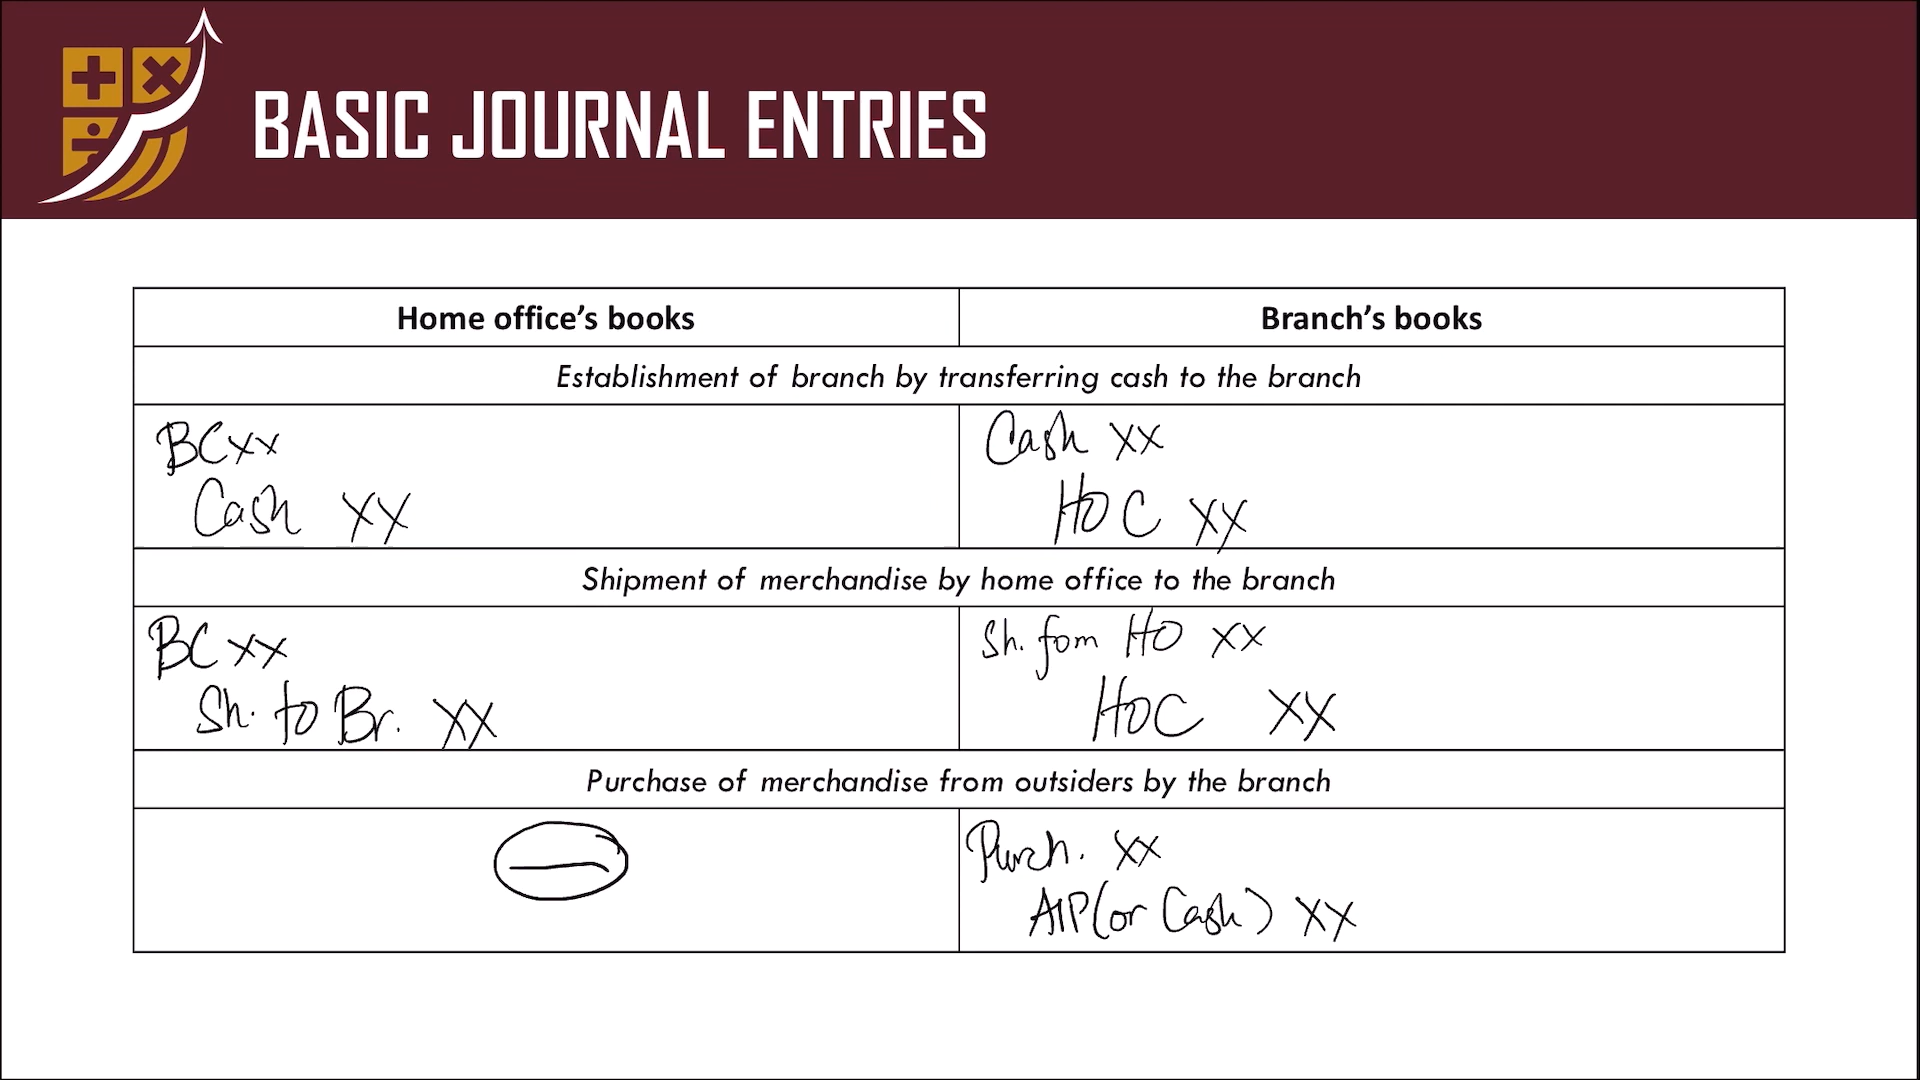 BASIC JOURNAL ENTRIES
Home office's books
Branch's books
Establishment of branch by transferring cash to the branch
BC xx
Cash xx
Cash xx
HOC xx
Shipment of merchandise by home office to the branch
BC xx
Sh. to Br. xx
Sh. fom HO xx
HOC xx
Purchase of merchandise from outsiders by the branch
Purch. xx
A/P (or Cash) xx